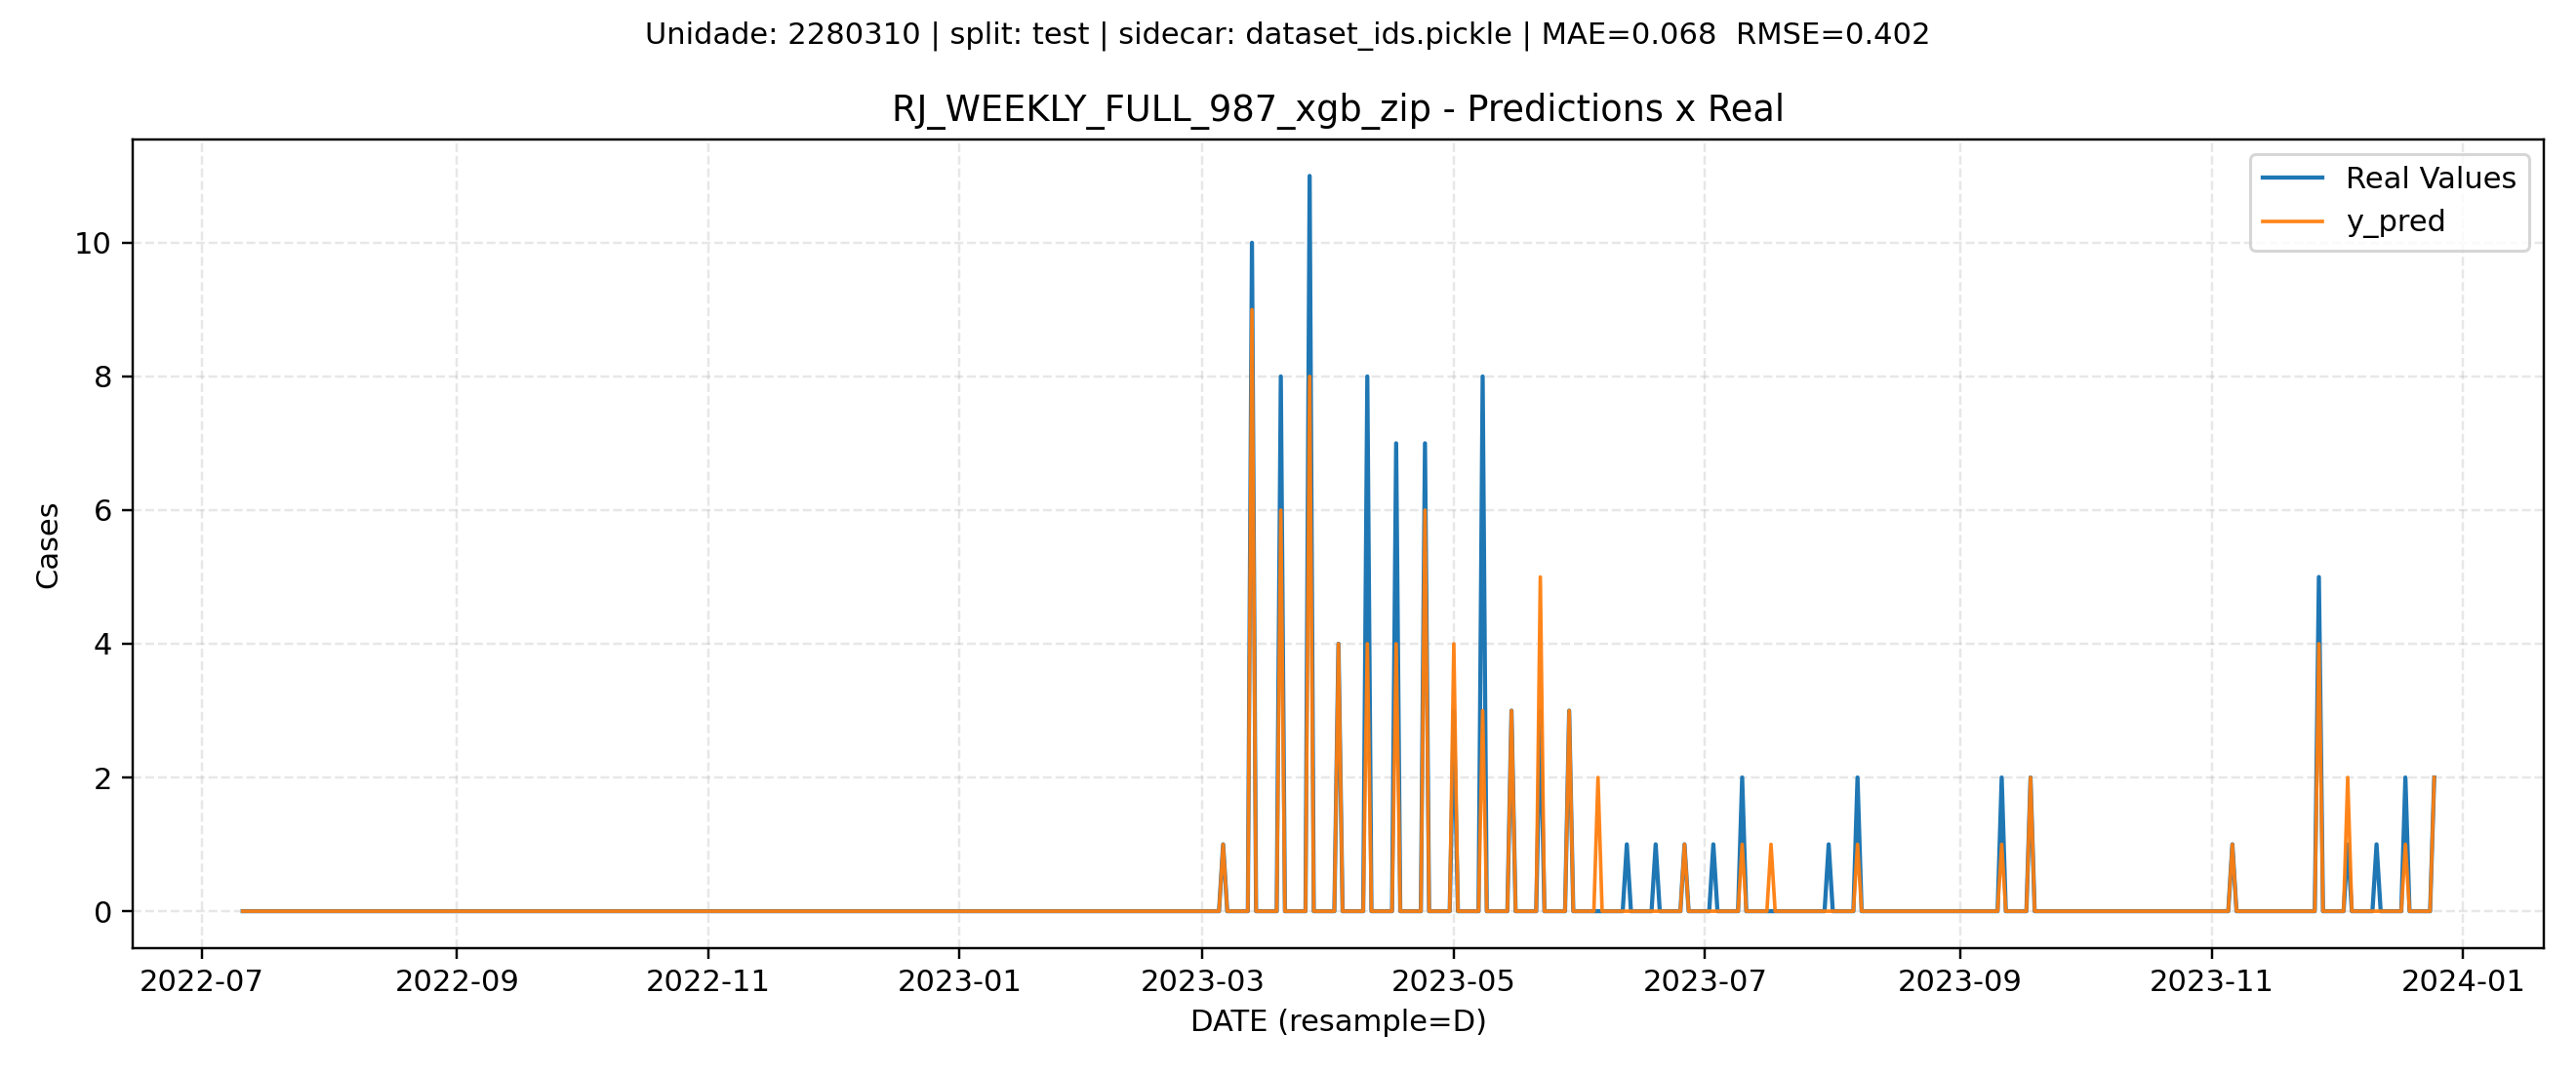 Unidade: 2280310 | split: test | sidecar: dataset_ids.pickle | MAE=0.068  RMSE=0.402
RJ_WEEKLY_FULL_987_xgb_zip - Predictions x Real
Real Values
y_pred
Cases
10
8
6
4
2
0
2022-07
2022-09
2022-11
2023-01
2023-03
2023-05
2023-07
2023-09
2023-11
2024-01
DATE (resample=D)